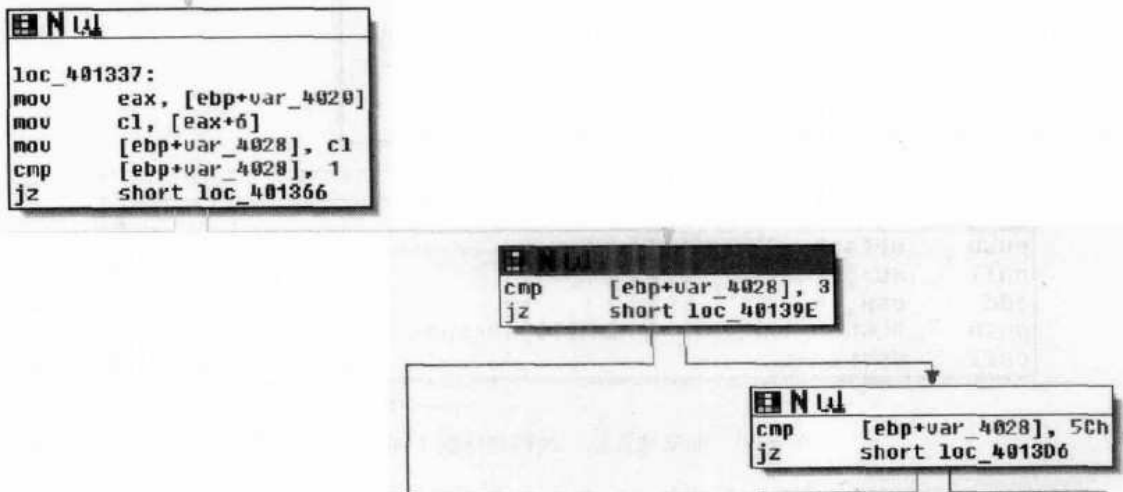 loc_401337:
mov eax, [ebp+var_4020]
mov cl, [eax+6]
mov [ebp+var_4028], cl
cmp [ebp+var_4028], 1
jz short loc_401366
cmp [ebp+var_4028], 3
jz short loc_40139E
cmp [ebp+var_4028], 5Ch
jz short loc_4013D6